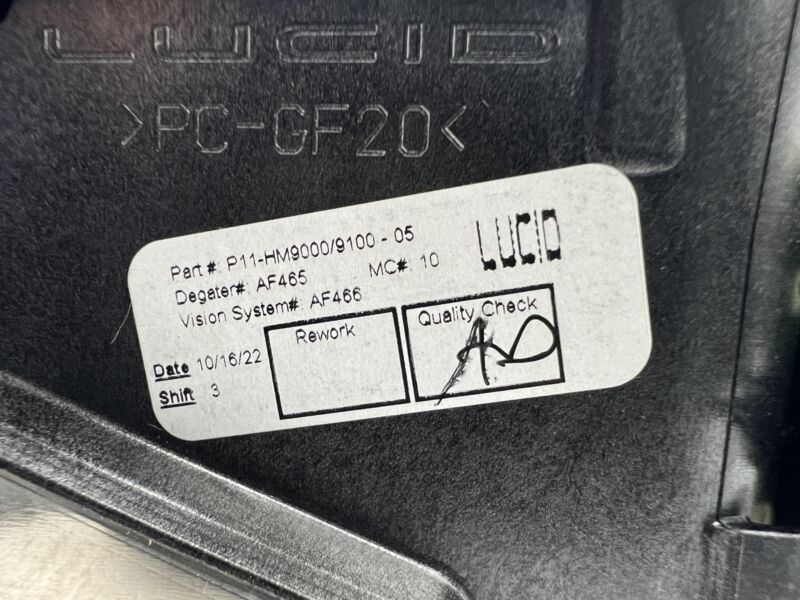 LUCID
>PC-GF20<
Part #: P11-HM9000/9100 - 05
LUCID
Degater#: AF465 MC#: 10
Vision System#: AF466
Rework
Quality Check
Date 10/16/22
Shift 3